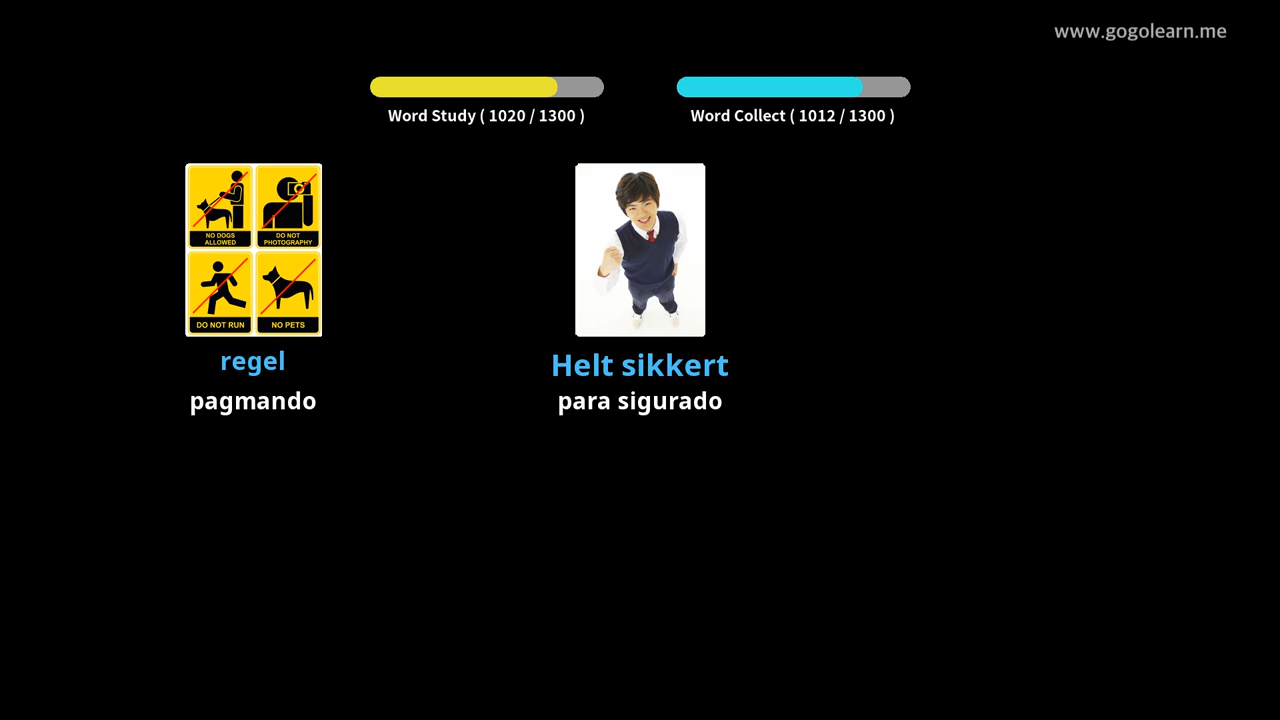 www.gogolearn.me
Word Study ( 1020 / 1300 )
Word Collect ( 1012 / 1300 )
NO DOGS
ALLOWED
DO NOT
PHOTOGRAPHY
DO NOT RUN
NO PETS
regel
pagmando
Helt sikkert
para sigurado